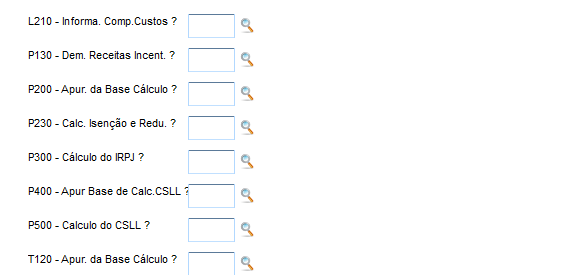 L210 - Informa. Comp.Custos ?
P130 - Dem. Receitas Incent. ?
P200 - Apur. da Base Cálculo ?
P230 - Calc. Isenção e Redu. ?
P300 - Cálculo do IRPJ ?
P400 - Apur Base de Calc.CSLL ?
P500 - Calculo do CSLL ?
T120 - Apur. da Base Cálculo ?